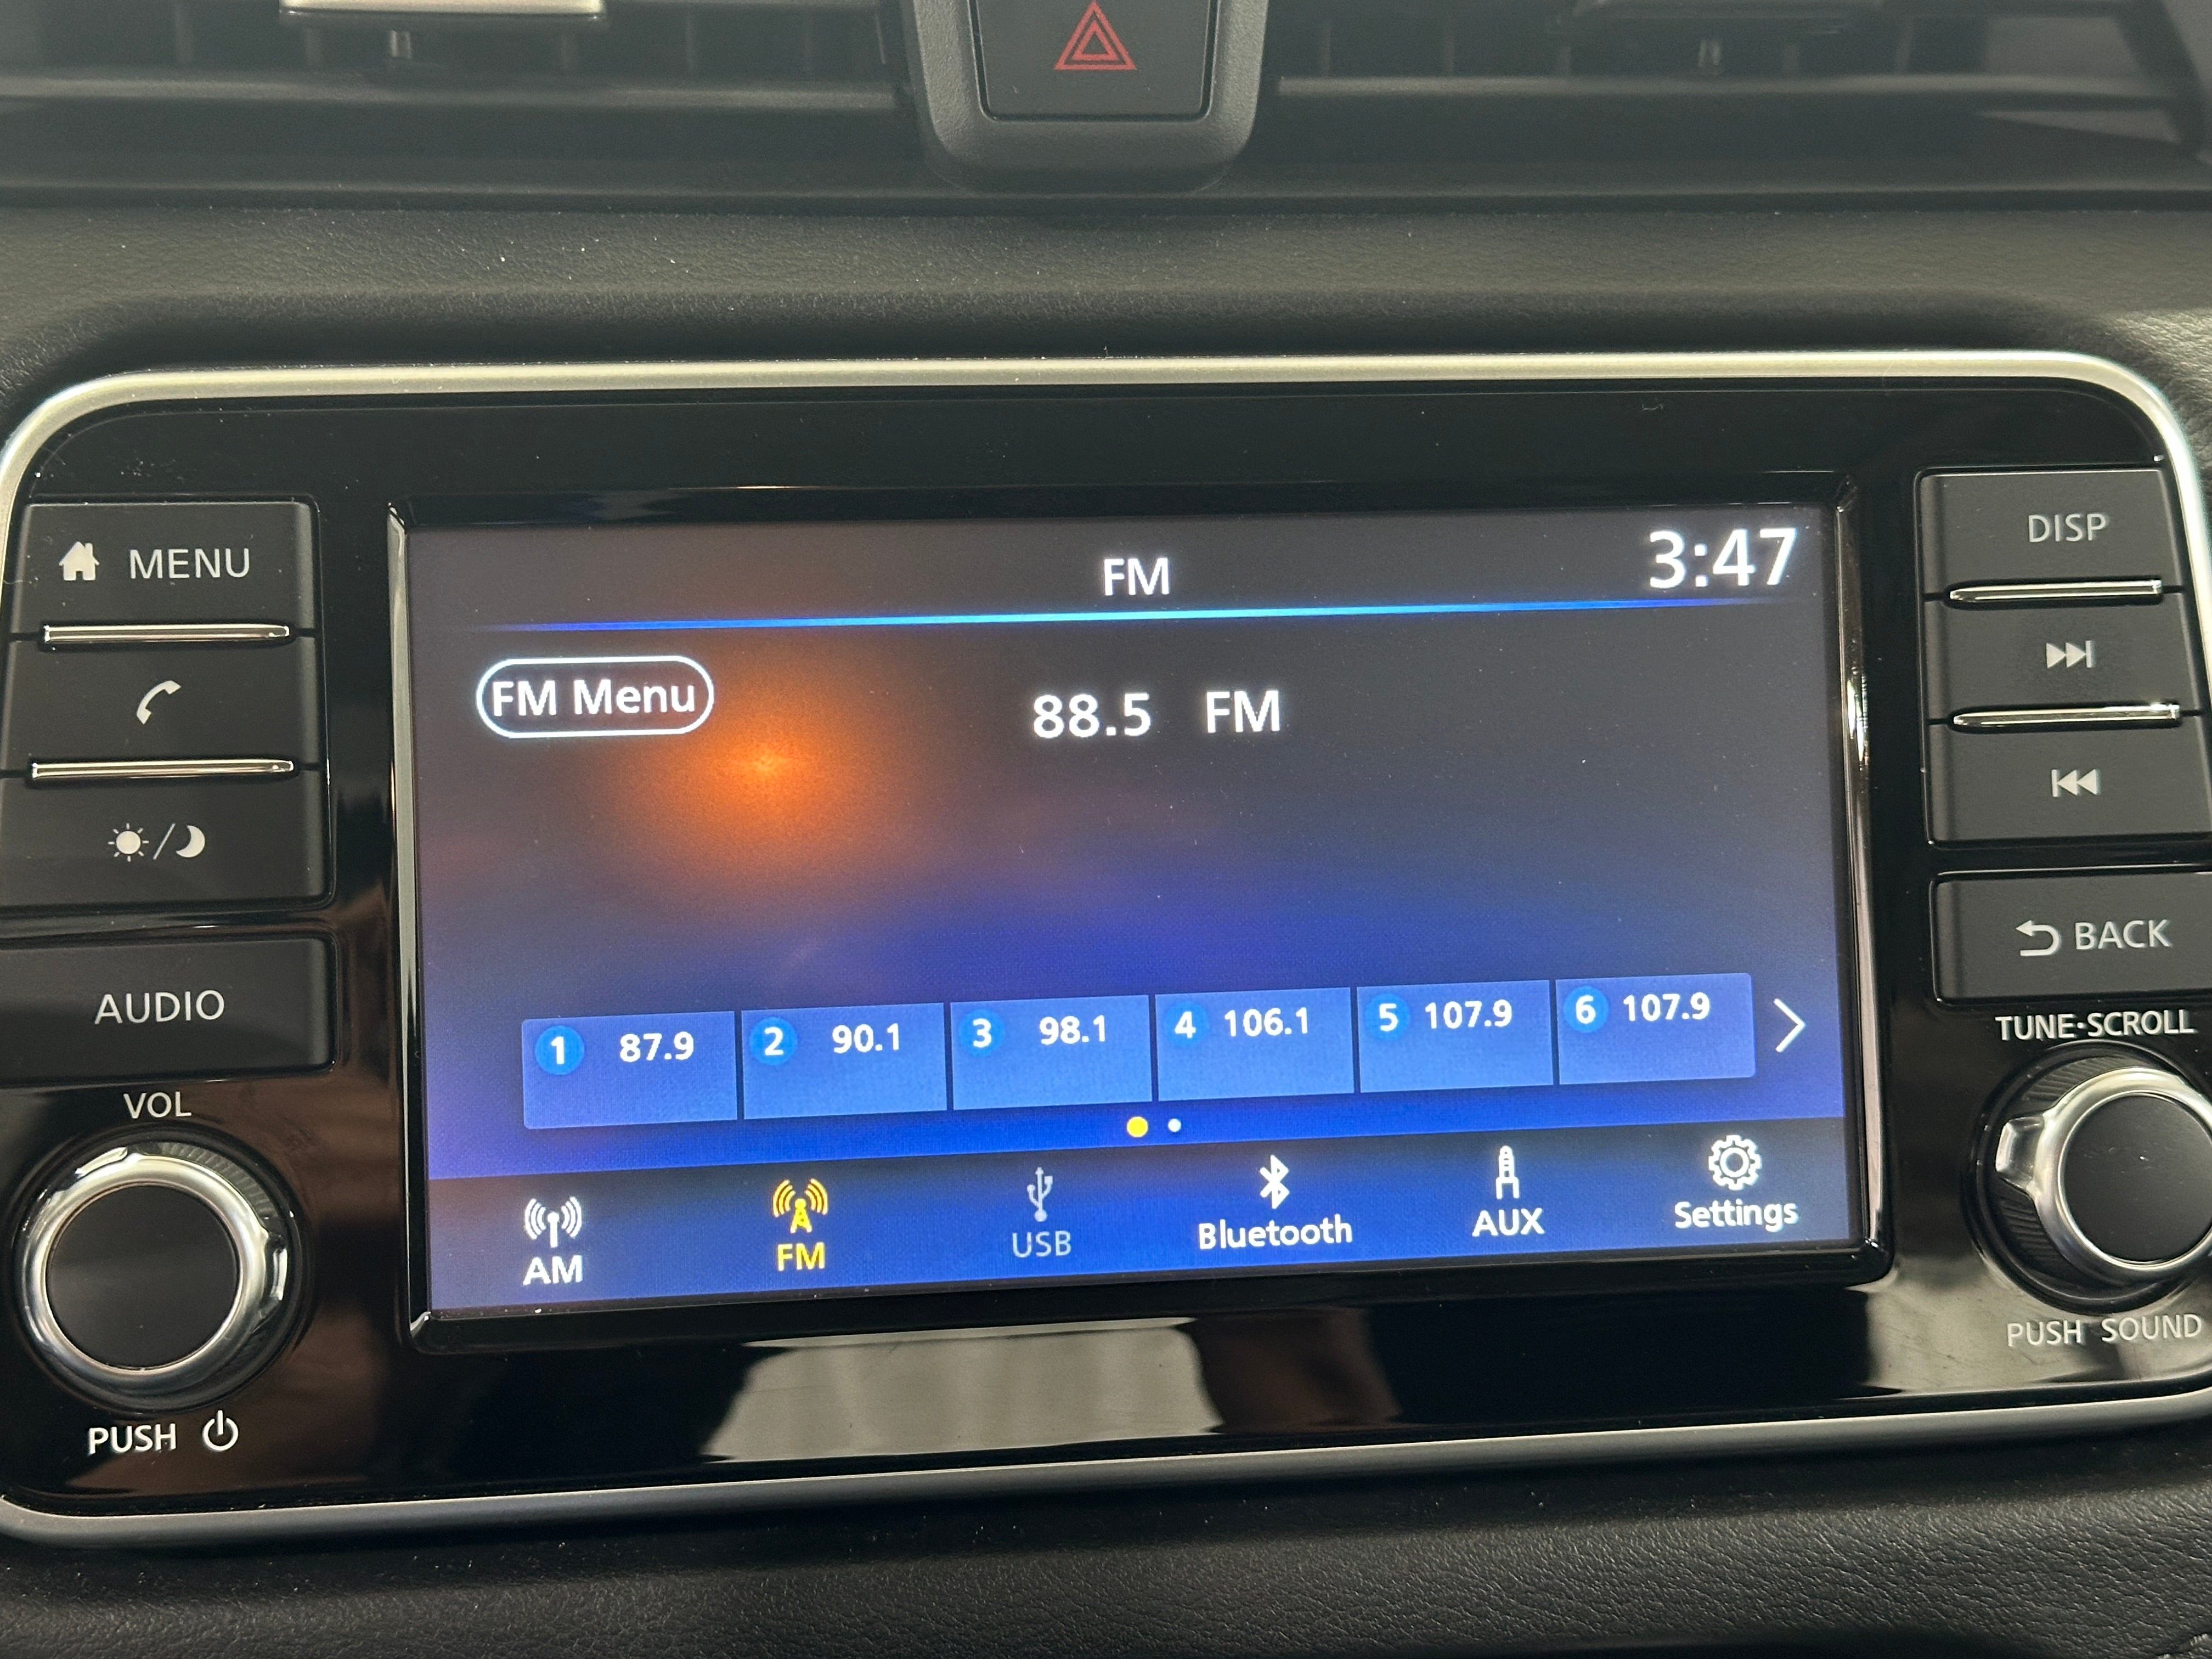 FM
3:47
MENU
DISP
FM Menu
88.5 FM
BACK
AUDIO
1 87.9
2 90.1
3 98.1
4 106.1
5 107.9
6 107.9
TUNE·SCROLL
VOL
AM
FM
USB
Bluetooth
AUX
Settings
PUSH SOUND
PUSH